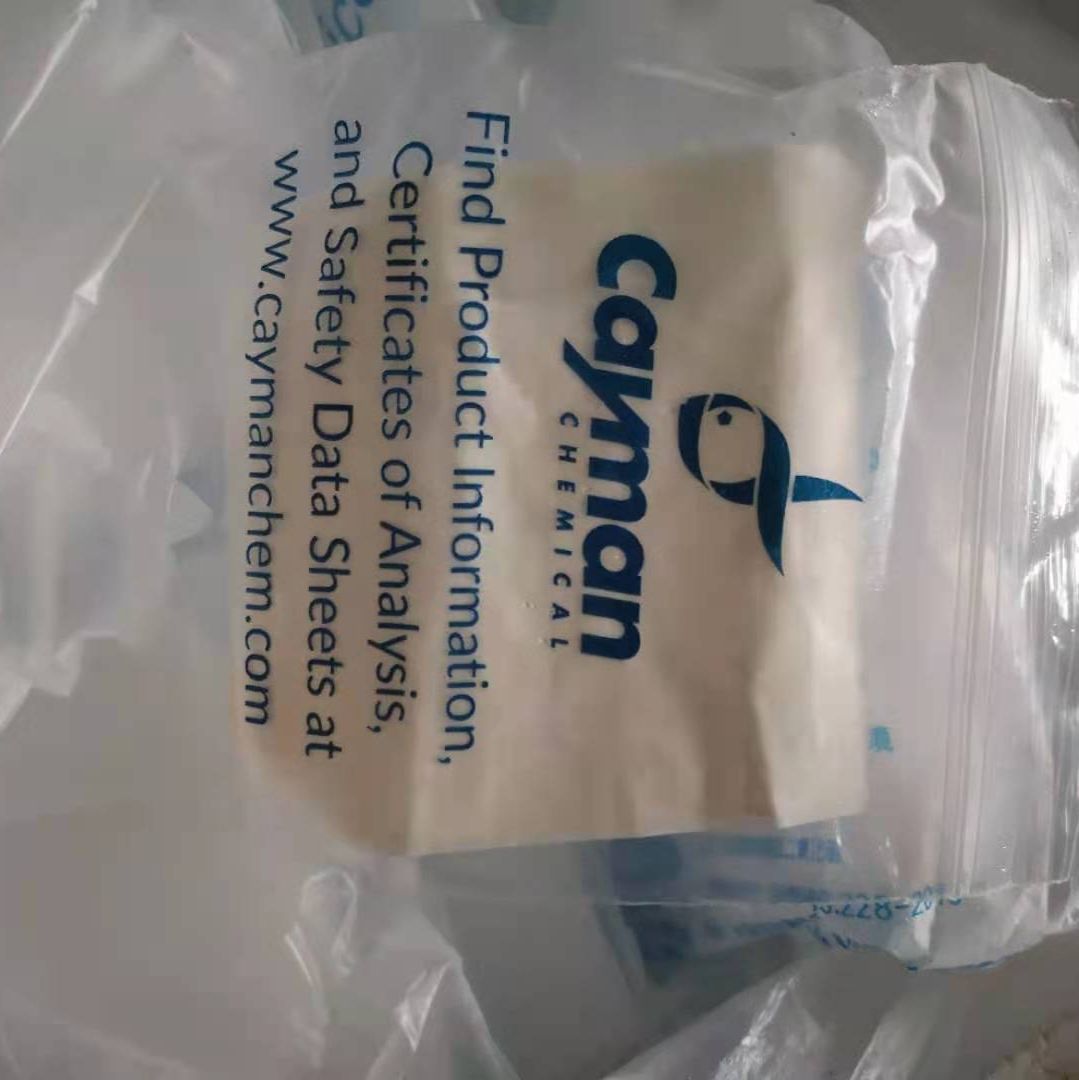 cayman
CHEMICAL
Find Product Information,
Certificates of Analysis,
and Safety Data Sheets at
www.caymanchem.com